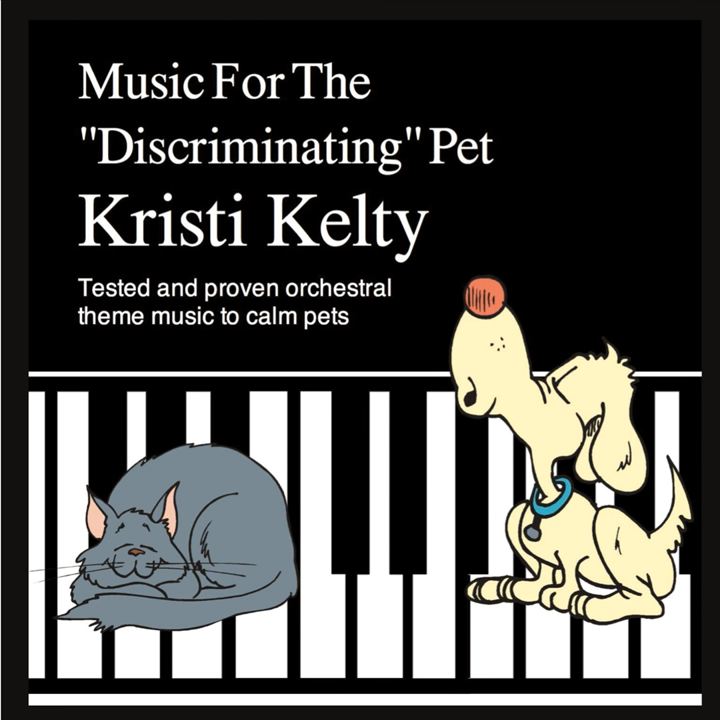 Music For The
"Discriminating" Pet
Kristi Kelty
Tested and proven orchestral
theme music to calm pets